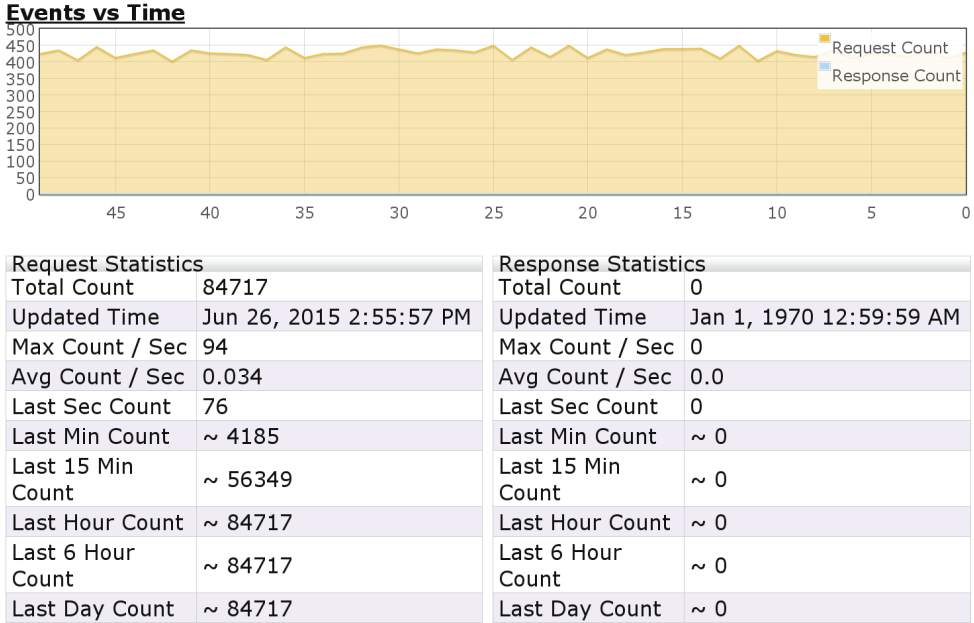 Events vs Time
500
450
400
350
300
250
200
150
100
50
0
Request Count
Response Count
45 40 35 30 25 20 15 10 5 0
Request Statistics
Total Count 84717
Updated Time Jun 26, 2015 2:55:57 PM
Max Count / Sec 94
Avg Count / Sec 0.034
Last Sec Count 76
Last Min Count ~ 4185
Last 15 Min
Count ~ 56349
Last Hour Count ~ 84717
Last 6 Hour
Count ~ 84717
Last Day Count ~ 84717
Response Statistics
Total Count 0
Updated Time Jan 1, 1970 12:59:59 AM
Max Count / Sec 0
Avg Count / Sec 0.0
Last Sec Count 0
Last Min Count ~ 0
Last 15 Min
Count ~ 0
Last Hour Count ~ 0
Last 6 Hour
Count ~ 0
Last Day Count ~ 0